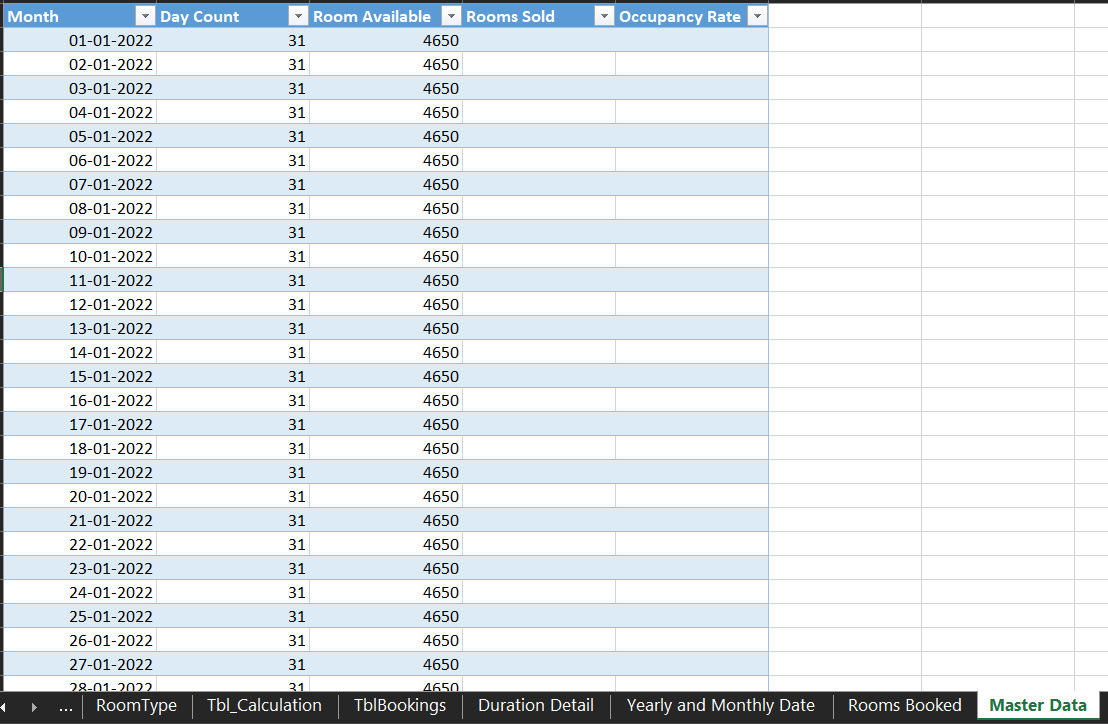 Month Day Count Room Available Rooms Sold Occupancy Rate
01-01-2022 31 4650
02-01-2022 31 4650
03-01-2022 31 4650
04-01-2022 31 4650
05-01-2022 31 4650
06-01-2022 31 4650
07-01-2022 31 4650
08-01-2022 31 4650
09-01-2022 31 4650
10-01-2022 31 4650
11-01-2022 31 4650
12-01-2022 31 4650
13-01-2022 31 4650
14-01-2022 31 4650
15-01-2022 31 4650
16-01-2022 31 4650
17-01-2022 31 4650
18-01-2022 31 4650
19-01-2022 31 4650
20-01-2022 31 4650
21-01-2022 31 4650
22-01-2022 31 4650
23-01-2022 31 4650
24-01-2022 31 4650
25-01-2022 31 4650
26-01-2022 31 4650
27-01-2022 31 4650
28-01-2022 31 4650
... RoomType Tbl_Calculation TblBookings Duration Detail Yearly and Monthly Date Rooms Booked Master Data